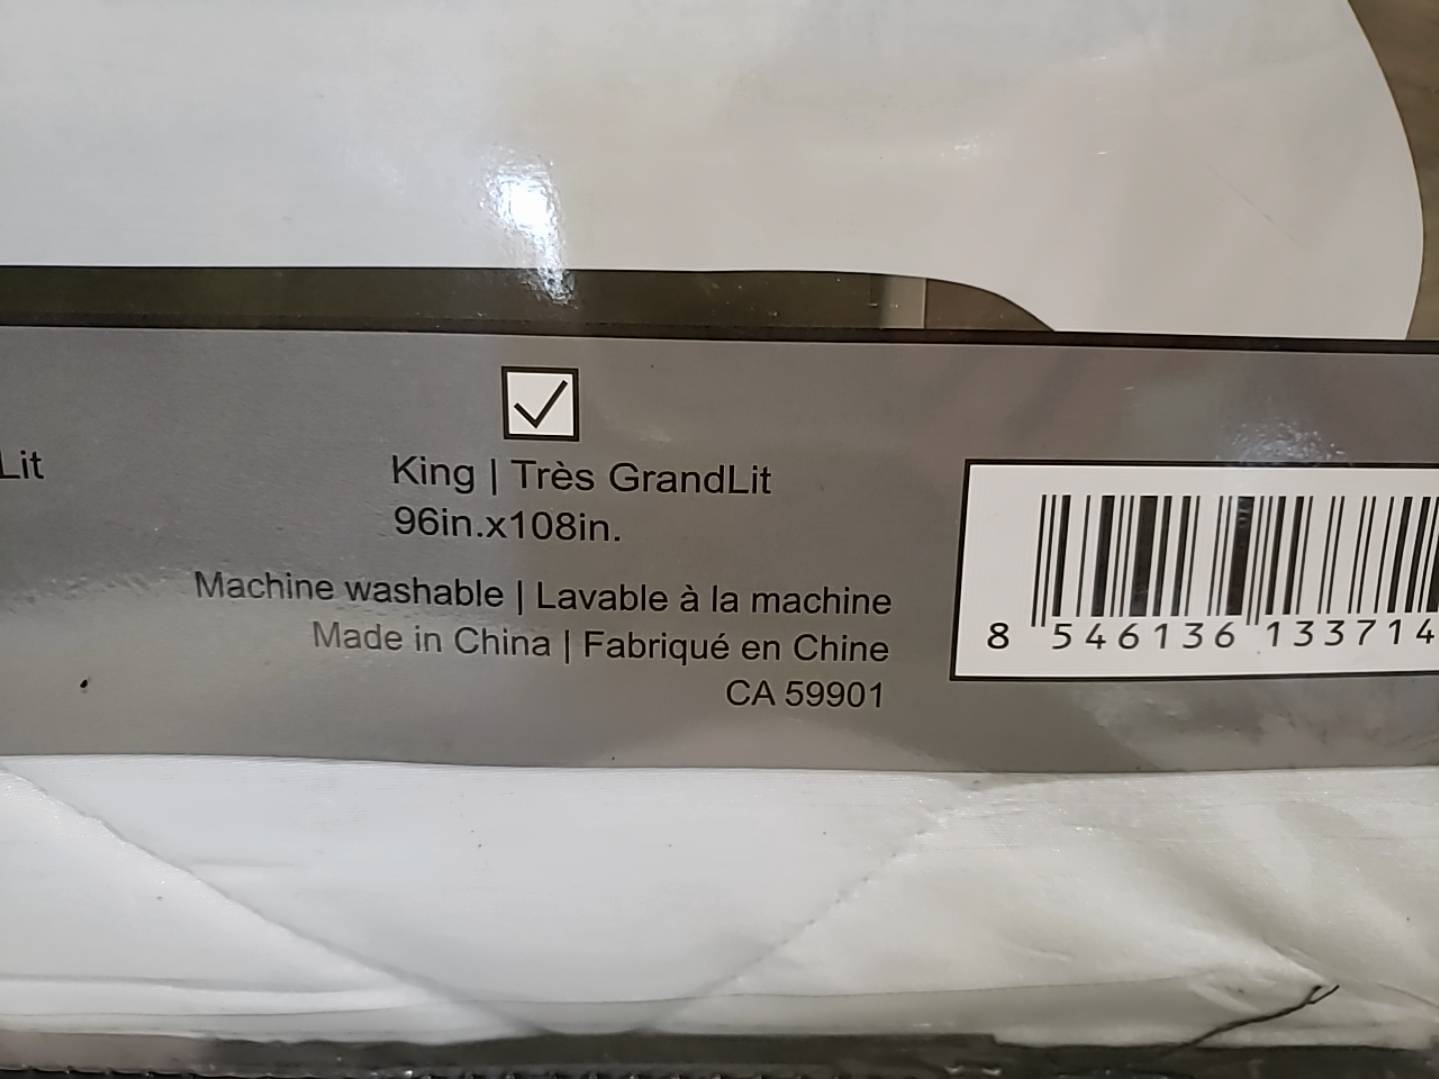 Lit
King | Très GrandLit
96in.x108in.
Machine washable | Lavable à la machine
Made in China | Fabriqué en Chine
CA 59901
8 546136 133714